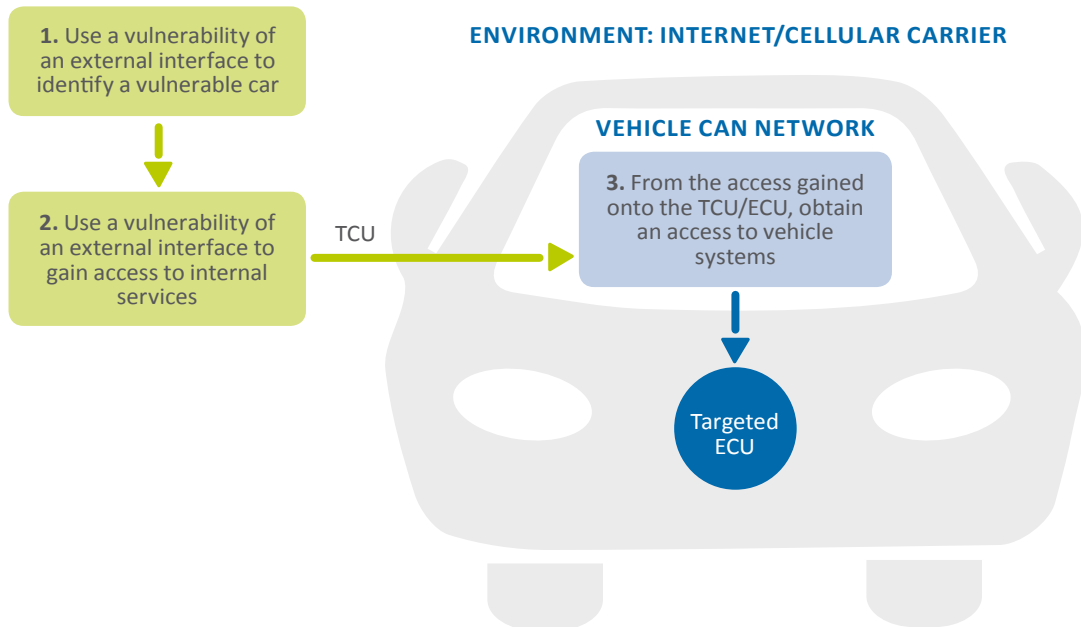 1. Use a vulnerability of
an external interface to
identify a vulnerable car
ENVIRONMENT: INTERNET/CELLULAR CARRIER
VEHICLE CAN NETWORK
2. Use a vulnerability of
an external interface to
gain access to internal
services
TCU
3. From the access gained
onto the TCU/ECU, obtain
an access to vehicle
systems
Targeted
ECU